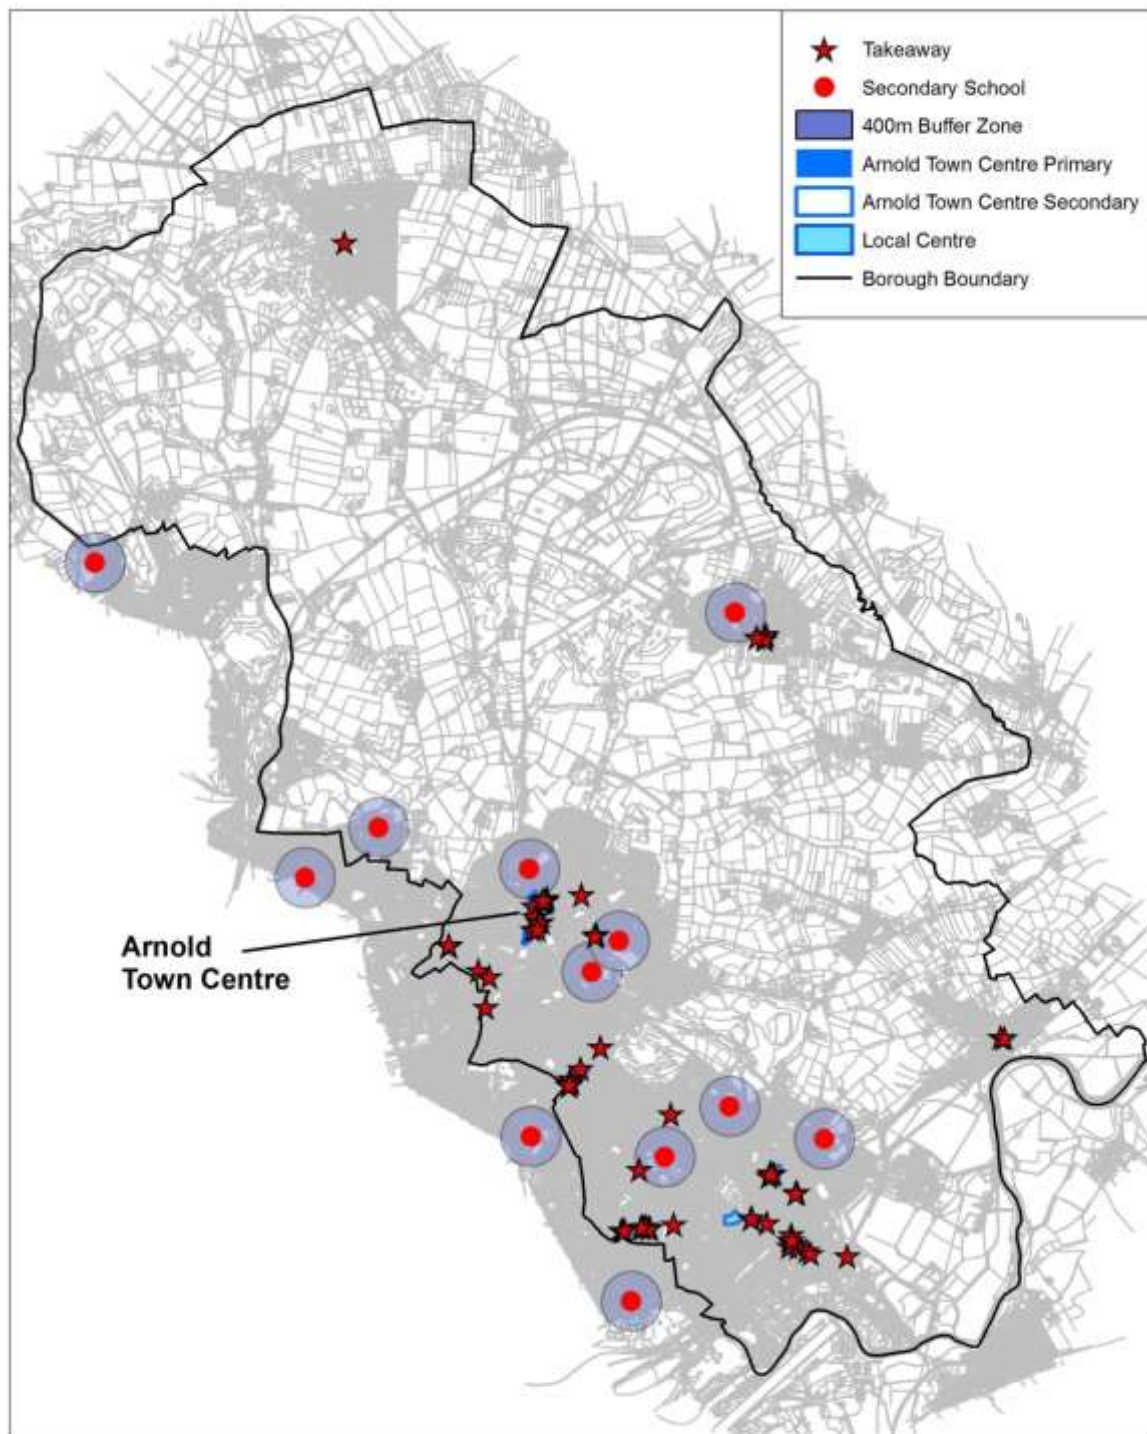 Takeaway
Secondary School
400m Buffer Zone
Arnold Town Centre Primary
Arnold Town Centre Secondary
Local Centre
Borough Boundary
Arnold
Town Centre